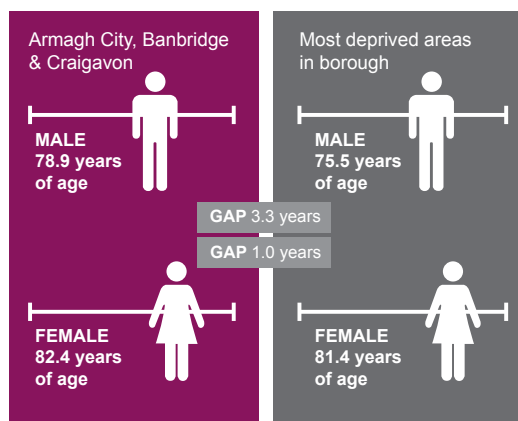 Armagh City, Banbridge
& Craigavon
MALE
78.9 years
of age
Most deprived areas
in borough
MALE
75.5 years
of age
GAP 3.3 years
GAP 1.0 years
FEMALE
82.4 years
of age
FEMALE
81.4 years
of age